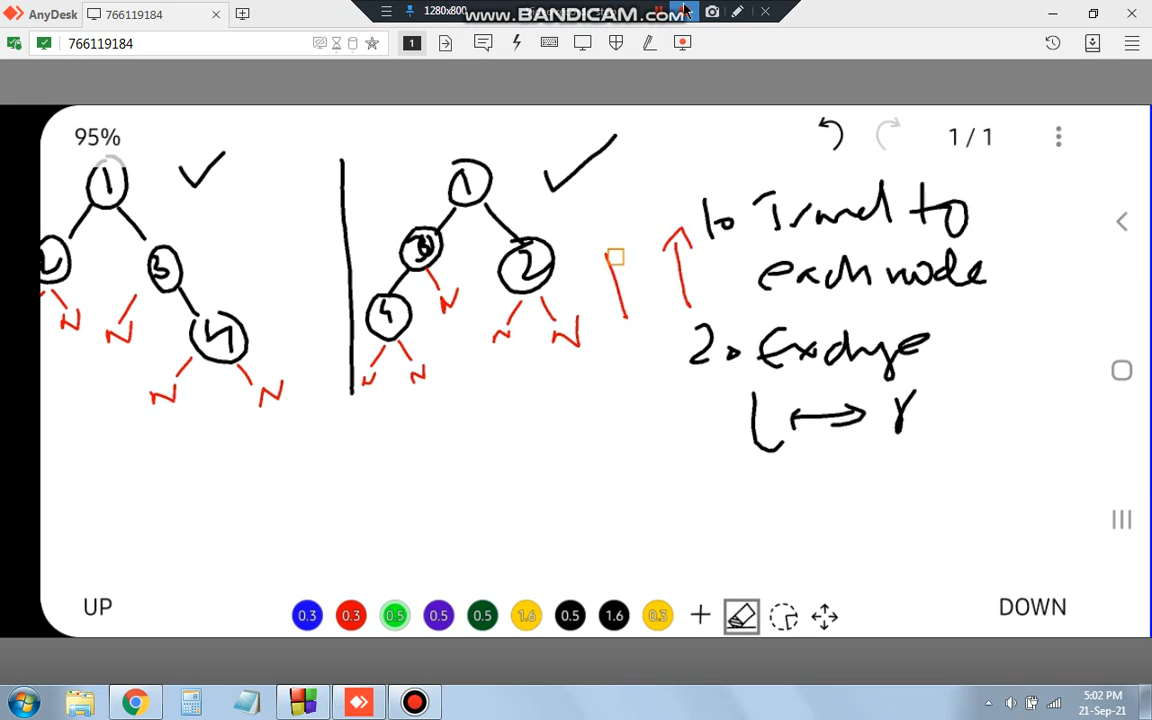 AnyDesk
766119184
1280x800
www.BANDICAM.com
766119184
1
95%
1/1
1
1
1. Travel to
each node
2
3
N
N
N
4
N
N
3
2
N
4
N
N
N
N
2. Exchange
l ↔ r
UP
DOWN
0.3
0.3
0.5
0.5
0.5
1.6
0.5
1.6
0.3
5:02 PM
21-Sep-21